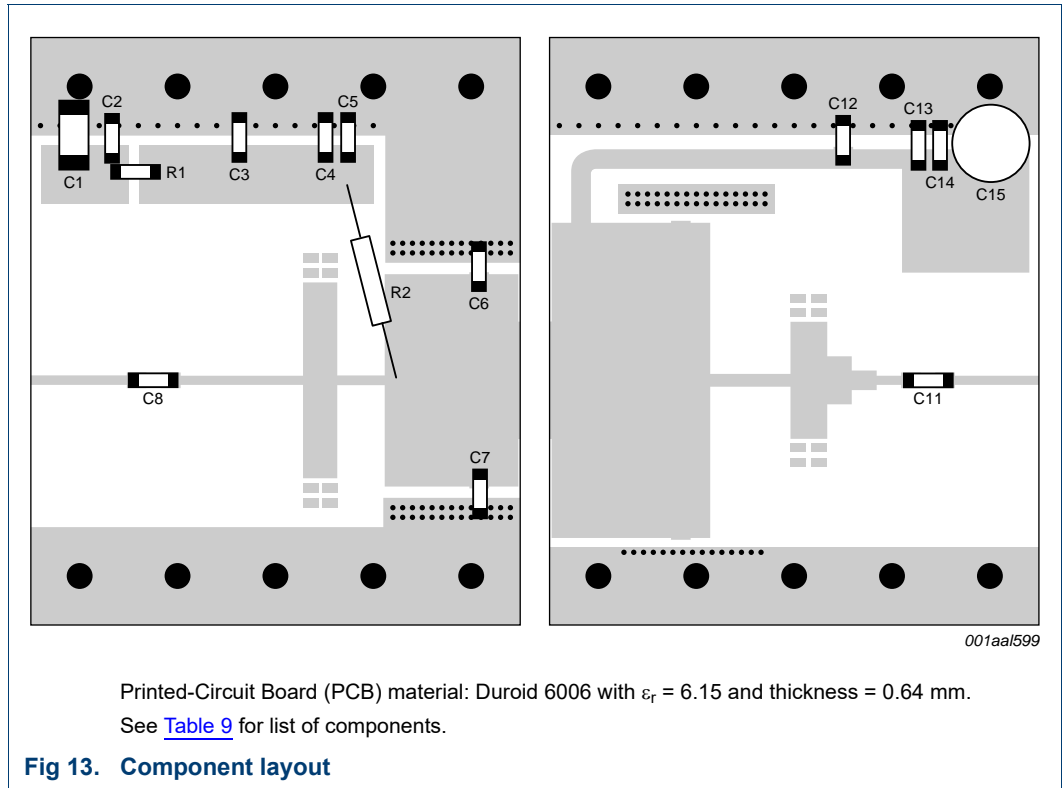 C1
C2
R1
C3
C4
C5
R2
C6
C8
C7
C12
C13
C14
C15
C11
001aal599
Printed-Circuit Board (PCB) material: Duroid 6006 with εr = 6.15 and thickness = 0.64 mm.
See Table 9 for list of components.
Fig 13. Component layout